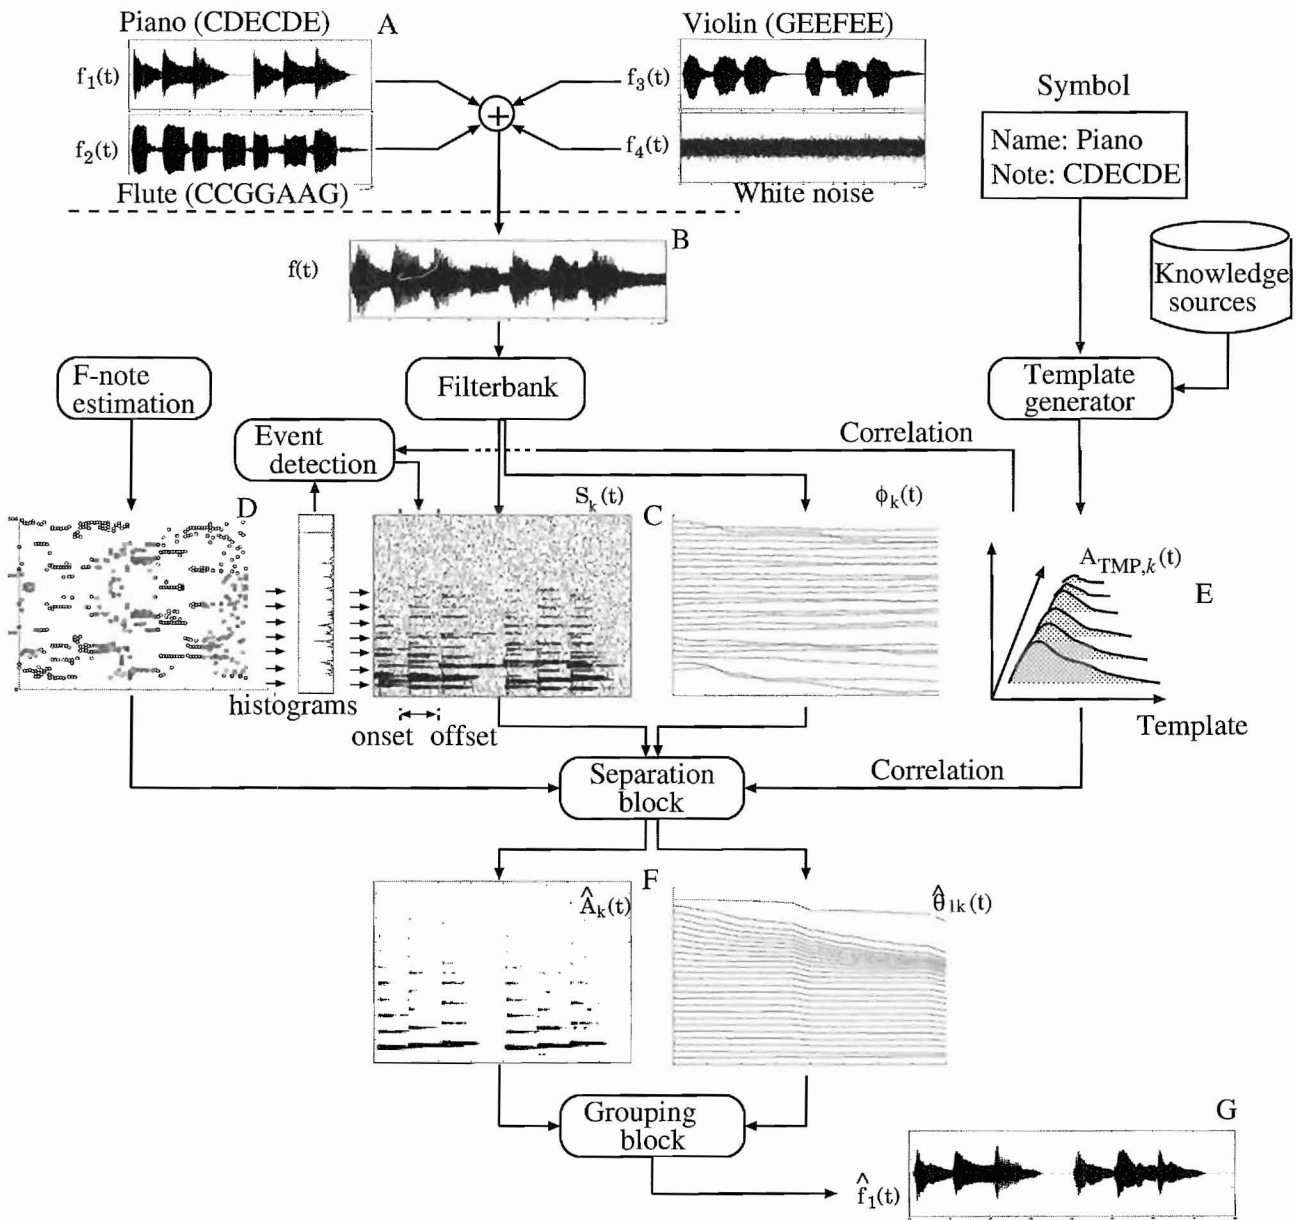 Piano (CDECDE)
A
Violin (GEEFEE)
f1(t)
f3(t)
f2(t)
f4(t)
Flute (CCGGAAG)
White noise
Symbol
Name: Piano
Note: CDECDE
B
f(t)
Knowledge
sources
F-note
estimation
Filterbank
Template
generator
Event
detection
Correlation
D
Sk(t)
C
ϕk(t)
ATMP,k(t)
E
histograms
onset offset
Template
Separation
block
Correlation
F
Âk(t)
θ̂1k(t)
Grouping
block
G
f̂1(t)